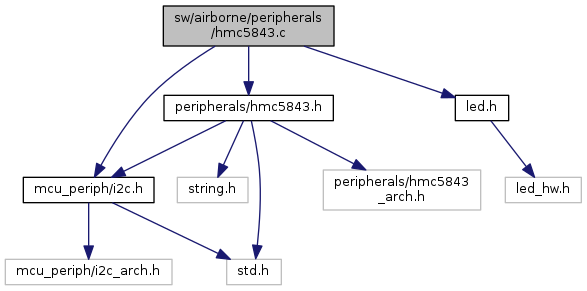 sw/airborne/peripherals
/hmc5843.c
peripherals/hmc5843.h
led.h
mcu_periph/i2c.h
string.h
peripherals/hmc5843
_arch.h
led_hw.h
mcu_periph/i2c_arch.h
std.h